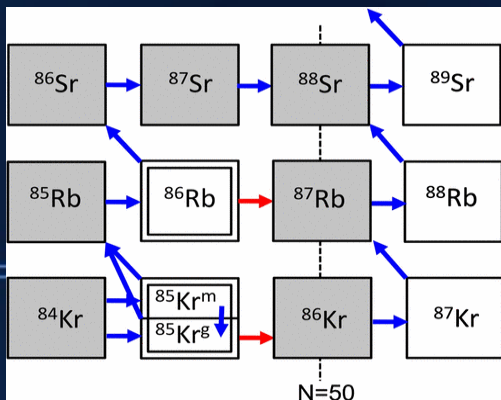 ⁸⁶Sr ⁸⁷Sr ⁸⁸Sr ⁸⁹Sr
⁸⁵Rb ⁸⁶Rb ⁸⁷Rb ⁸⁸Rb
⁸⁴Kr ⁸⁵Krᵐ ⁸⁶Kr ⁸⁷Kr
⁸⁵Krᵍ
N=50